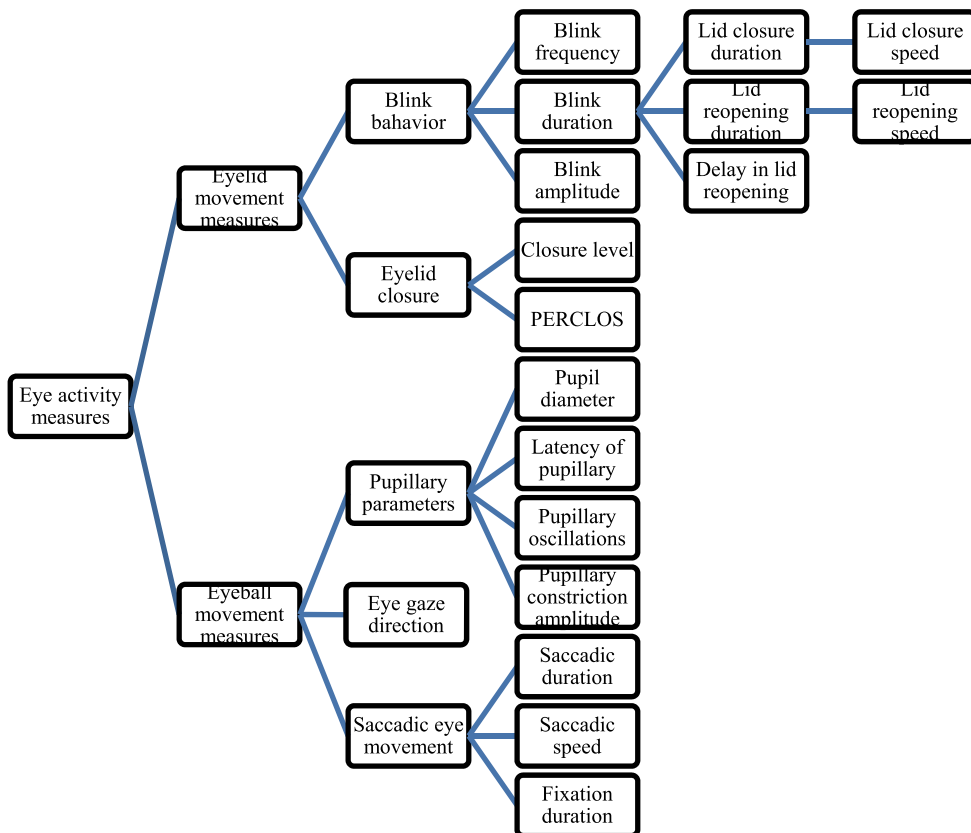 Blink
frequency
Lid closure
duration
Lid closure
speed
Blink
bahavior
Blink
duration
Lid
reopening
duration
Lid
reopening
speed
Blink
amplitude
Delay in lid
reopening
Eyelid
movement
measures
Closure level
Eyelid
closure
PERCLOS
Eye activity
measures
Pupil
diameter
Latency of
pupillary
Pupillary
parameters
Pupillary
oscillations
Pupillary
constriction
amplitude
Eyeball
movement
measures
Eye gaze
direction
Saccadic
duration
Saccadic eye
movement
Saccadic
speed
Fixation
duration